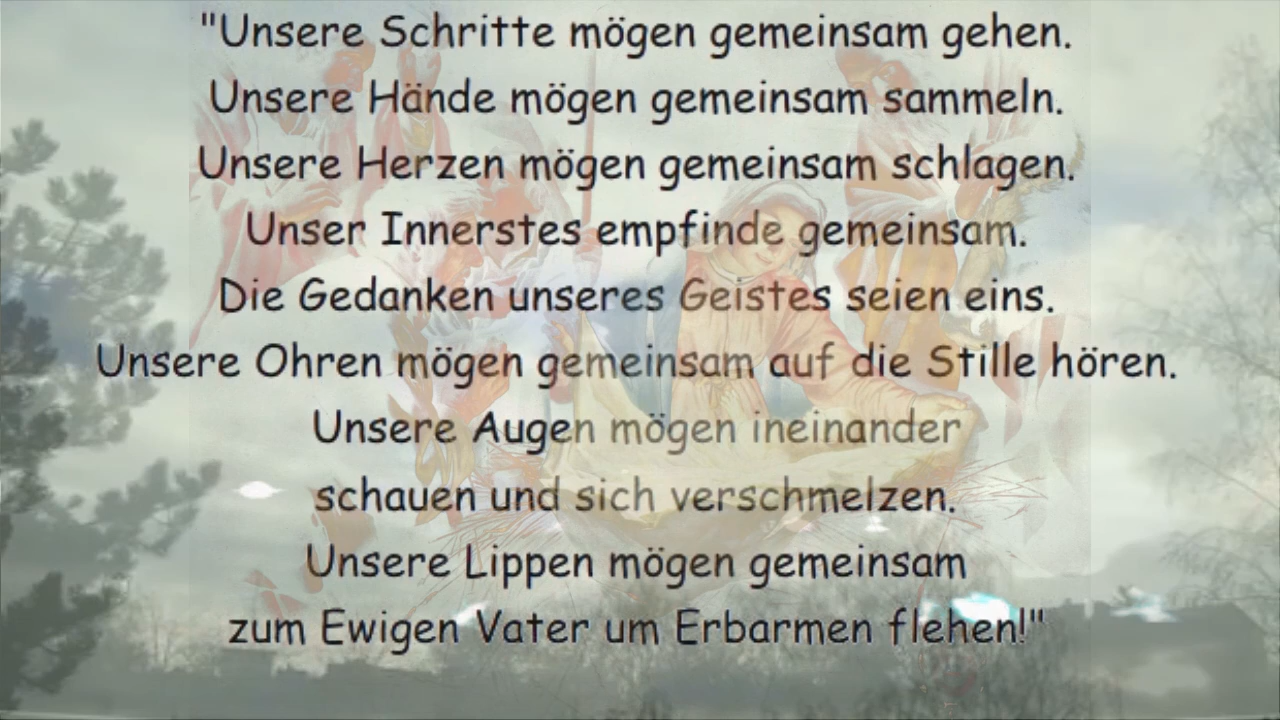 "Unsere Schritte mögen gemeinsam gehen.
Unsere Hände mögen gemeinsam sammeln.
Unsere Herzen mögen gemeinsam schlagen.
Unser Innerstes empfinde gemeinsam.
Die Gedanken unseres Geistes seien eins.
Unsere Ohren mögen gemeinsam auf die Stille hören.
Unsere Augen mögen ineinander
schauen und sich verschmelzen.
Unsere Lippen mögen gemeinsam
zum Ewigen Vater um Erbarmen flehen!"